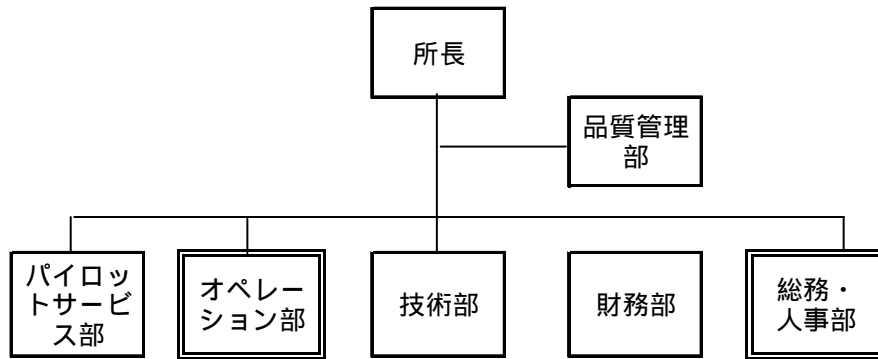 所長
品質管理
部
パイロッ
トサービ
ス部
オペレー
ション部
技術部
財務部
総務・
人事部